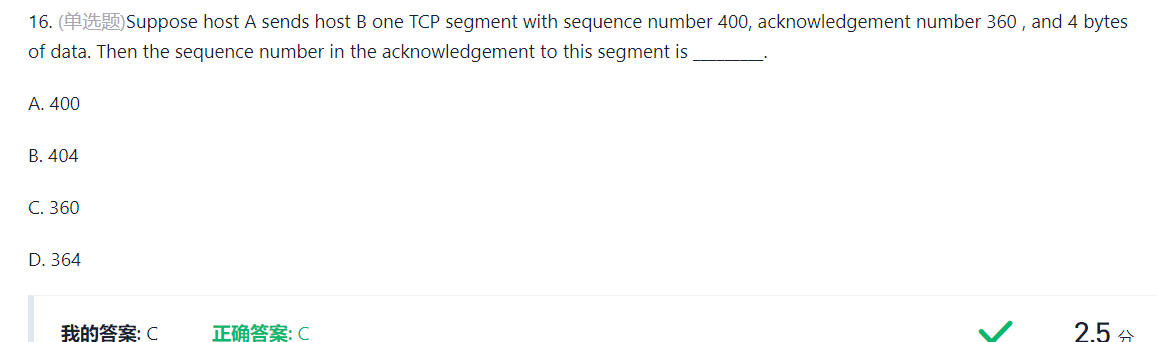 16. (单选题)Suppose host A sends host B one TCP segment with sequence number 400, acknowledgement number 360 , and 4 bytes
of data. Then the sequence number in the acknowledgement to this segment is _________.
A. 400
B. 404
C. 360
D. 364
我的答案: C 正确答案: C 2.5 分